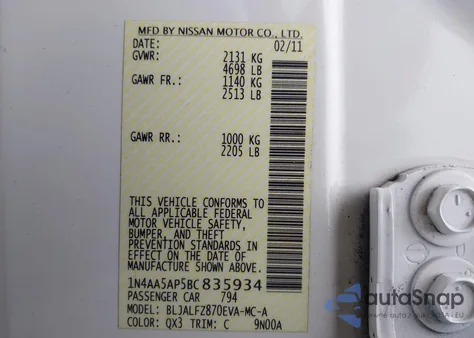 MFD BY NISSAN MOTOR CO., LTD.
DATE: 02/11
GVWR: 2131 KG
4698 LB
GAWR FR.: 1140 KG
2513 LB
GAWR RR.: 1000 KG
2205 LB
THIS VEHICLE CONFORMS TO
ALL APPLICABLE FEDERAL
MOTOR VEHICLE SAFETY,
BUMPER, AND THEFT
PREVENTION STANDARDS IN
EFFECT ON THE DATE OF
MANUFACTURE SHOWN ABOVE.
1N4AA5AP5BC835934
PASSENGER CAR 794
MODEL: BLJALFZ870EVA-MC-A
COLOR: QX3 TRIM: C 9N00A
autoSnap